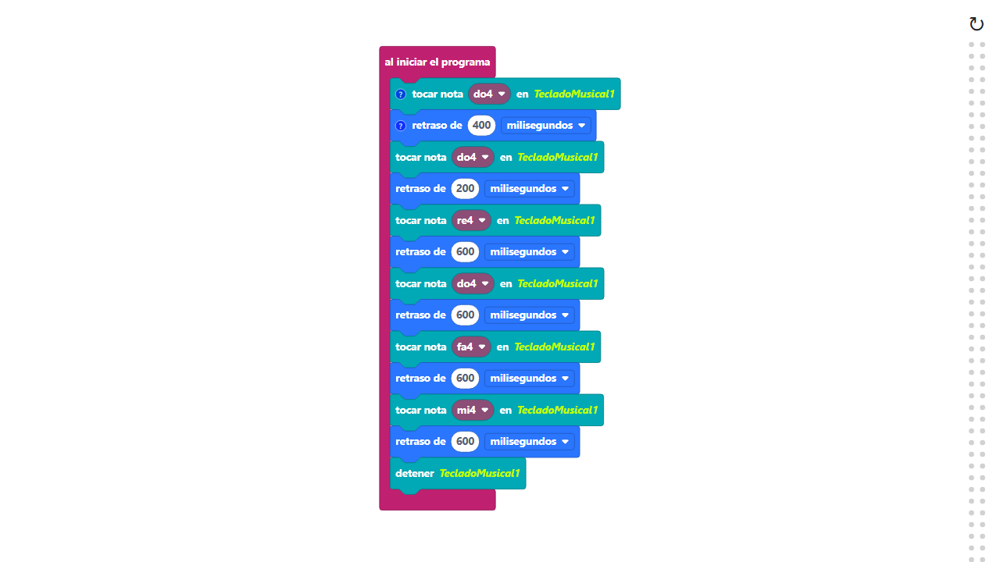 al iniciar el programa
? tocar nota do4 en TecladoMusical1
? retraso de 400 milisegundos
tocar nota do4 en TecladoMusical1
retraso de 200 milisegundos
tocar nota re4 en TecladoMusical1
retraso de 600 milisegundos
tocar nota do4 en TecladoMusical1
retraso de 600 milisegundos
tocar nota fa4 en TecladoMusical1
retraso de 600 milisegundos
tocar nota mi4 en TecladoMusical1
retraso de 600 milisegundos
detener TecladoMusical1